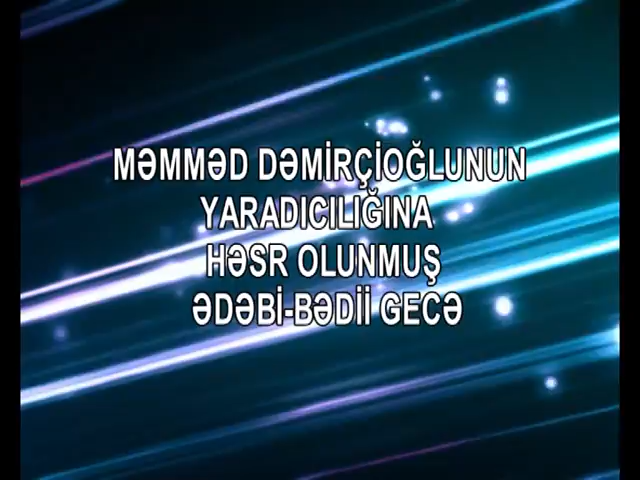 MƏMMƏD DƏMİRÇİOĞLUNUN
YARADICILIĞINA
HƏSR OLUNMUŞ
ƏDƏBİ-BƏDİİ GECƏ